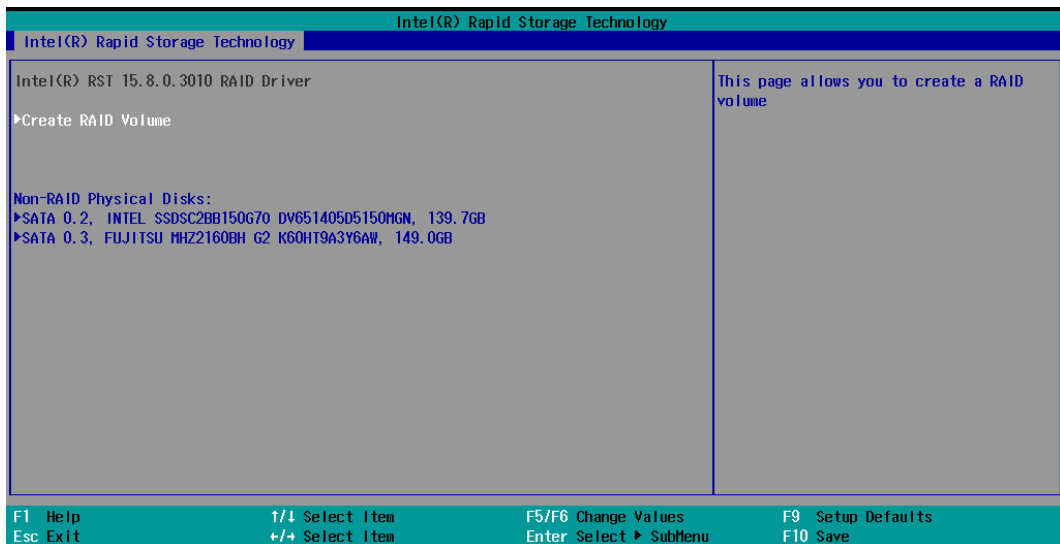 Intel(R) Rapid Storage Technology
Intel(R) Rapid Storage Technology
Intel(R) RST 15.8.0.3010 RAID Driver
This page allows you to create a RAID
volume
▶Create RAID Volume
Non-RAID Physical Disks:
▶SATA 0.2, INTEL SSDSC2BB150G70 DV651405D5150MGN, 139.7GB
▶SATA 0.3, FUJITSU MHZ2160BH G2 K60HT9A3Y6AW, 149.0GB
F1 Help ↑/↓ Select Item F5/F6 Change Values F9 Setup Defaults
Esc Exit ←/→ Select Item Enter Select ▶ SubMenu F10 Save